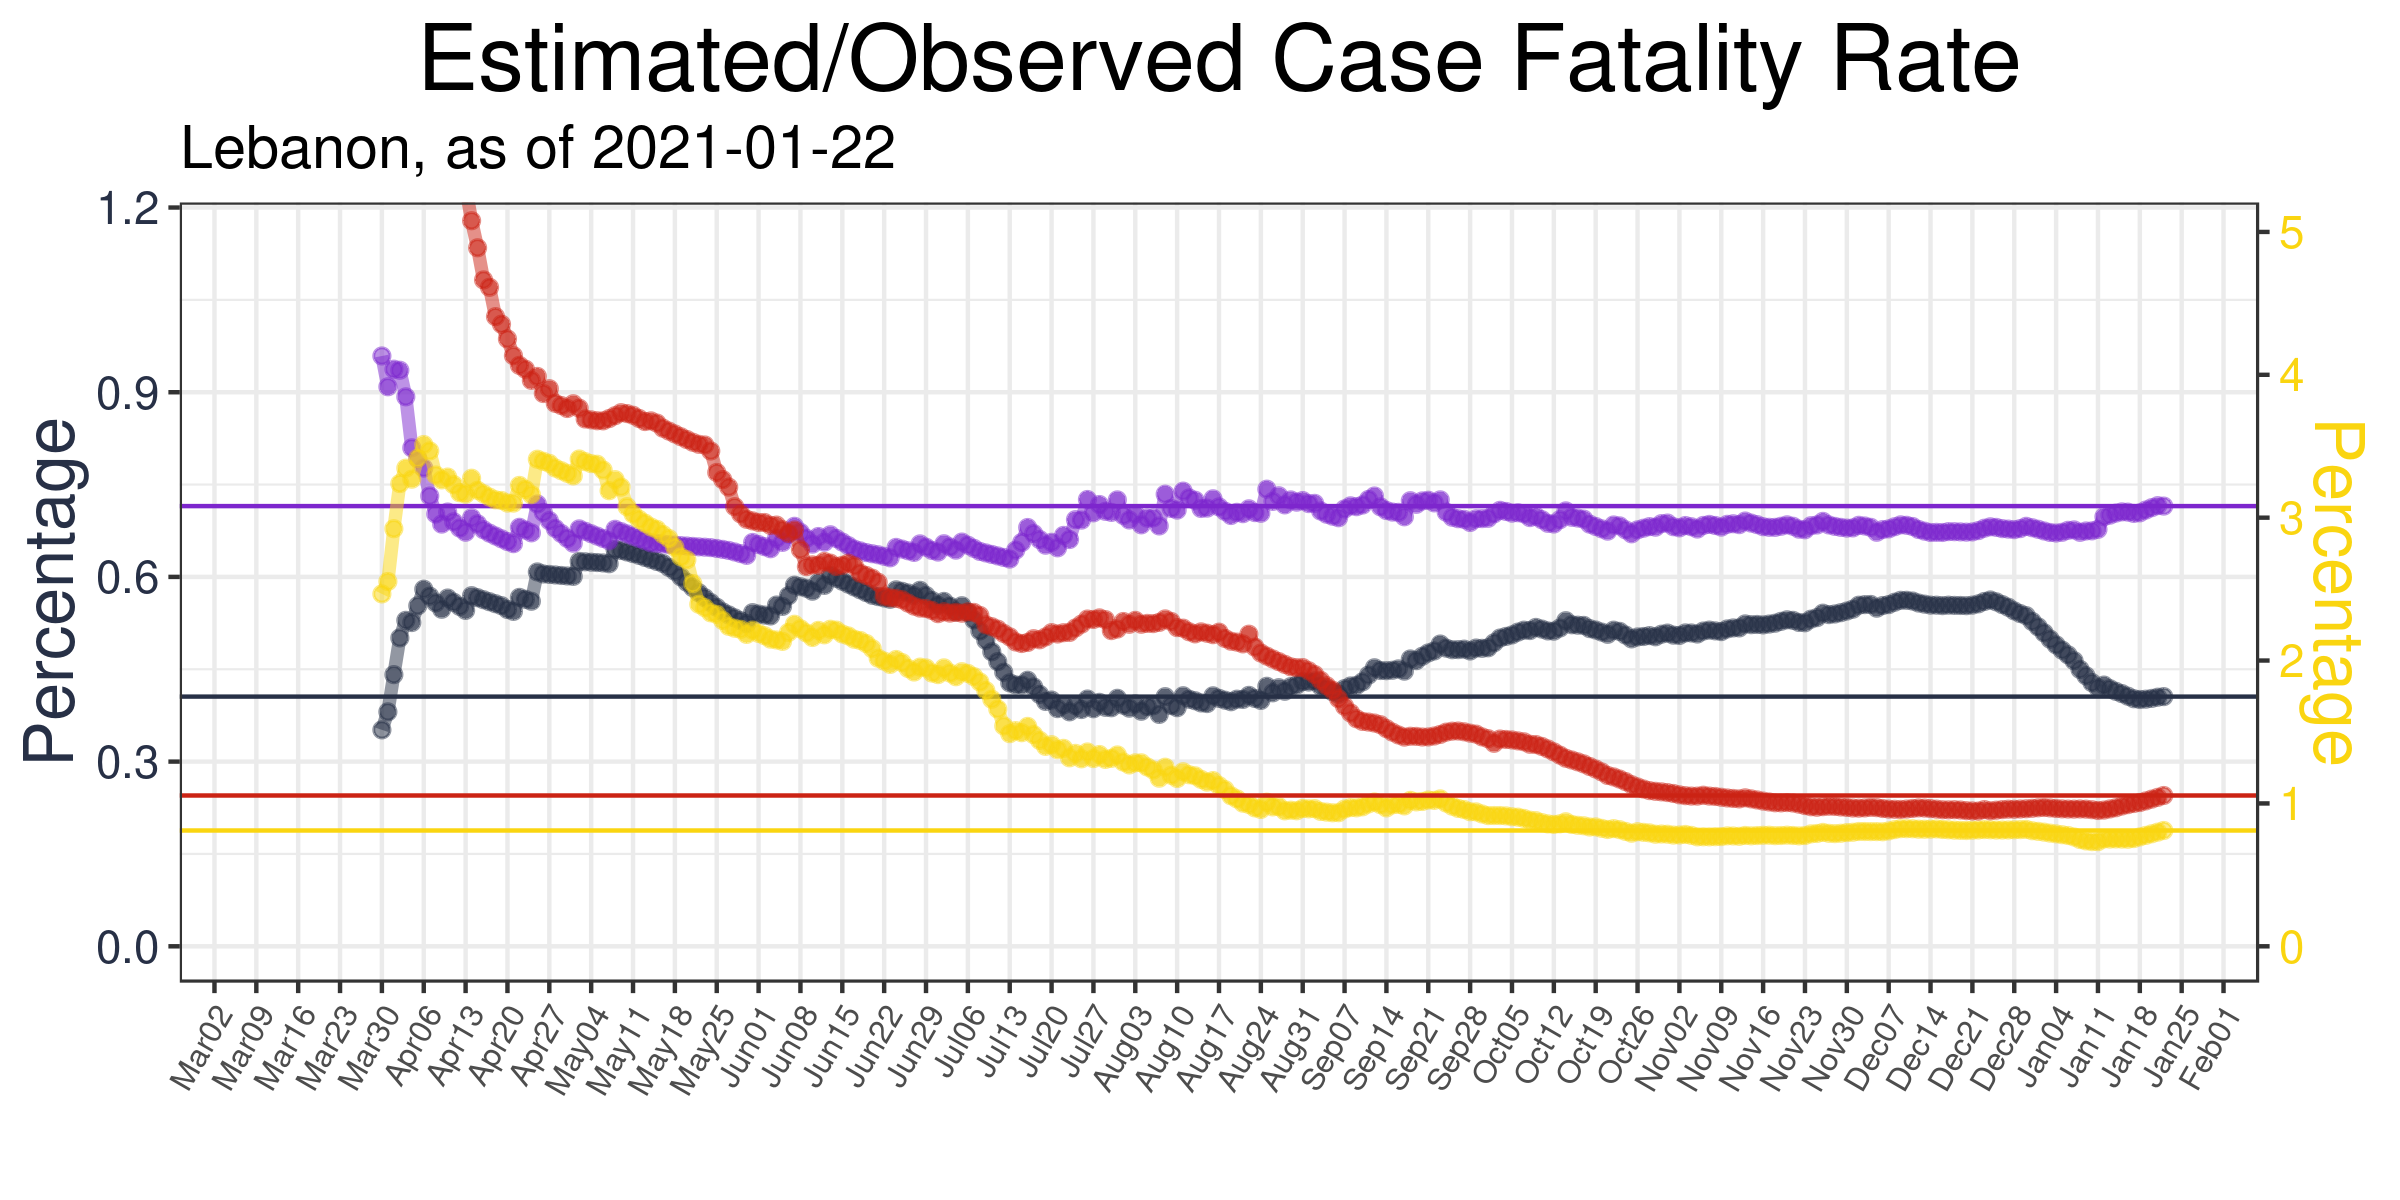 Estimated/Observed Case Fatality Rate
Lebanon, as of 2021-01-22
Percentage
1.2
0.9
0.6
0.3
0.0
5
4
3
2
1
0
Percentage
Mar02
Mar09
Mar16
Mar23
Mar30
Apr06
Apr13
Apr20
Apr27
May04
May11
May18
May25
Jun01
Jun08
Jun15
Jun22
Jun29
Jul06
Jul13
Jul20
Jul27
Aug03
Aug10
Aug17
Aug24
Aug31
Sep07
Sep14
Sep21
Sep28
Oct05
Oct12
Oct19
Oct26
Nov02
Nov09
Nov16
Nov23
Nov30
Dec07
Dec14
Dec21
Dec28
Jan04
Jan11
Jan18
Jan25
Feb01